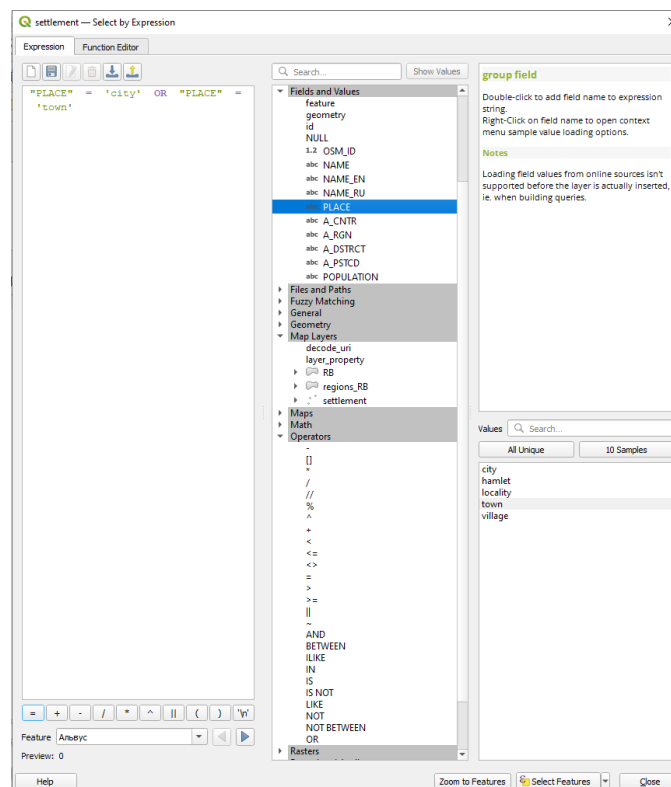 settlement — Select by Expression
Expression
Function Editor
"PLACE" = 'city' OR "PLACE" =
'town'
= + - / * ^ || ( ) '\n'
Feature Альвус
Preview: 0
Search...
Show Values
Fields and Values
feature
geometry
id
NULL
1.2 OSM_ID
abc NAME
abc NAME_EN
abc NAME_RU
abc PLACE
abc A_CNTR
abc A_RGN
abc A_DSTRCT
abc A_PSTCD
abc POPULATION
Files and Paths
Fuzzy Matching
General
Geometry
Map Layers
decode_uri
layer_property
RB
regions_RB
settlement
Maps
Math
Operators
-
[]
*
/
//
%
^
+
<
<=
<>
=
>
>=
||
~
AND
BETWEEN
ILIKE
IN
IS
IS NOT
LIKE
NOT
NOT BETWEEN
OR
Rasters
group field
Double-click to add field name to expression
string.
Right-Click on field name to open context
menu sample value loading options.
Notes
Loading field values from online sources isn't
supported before the layer is actually inserted,
ie. when building queries.
Values Search...
All Unique
10 Samples
city
hamlet
locality
town
village
Help
Zoom to Features
Select Features
Close